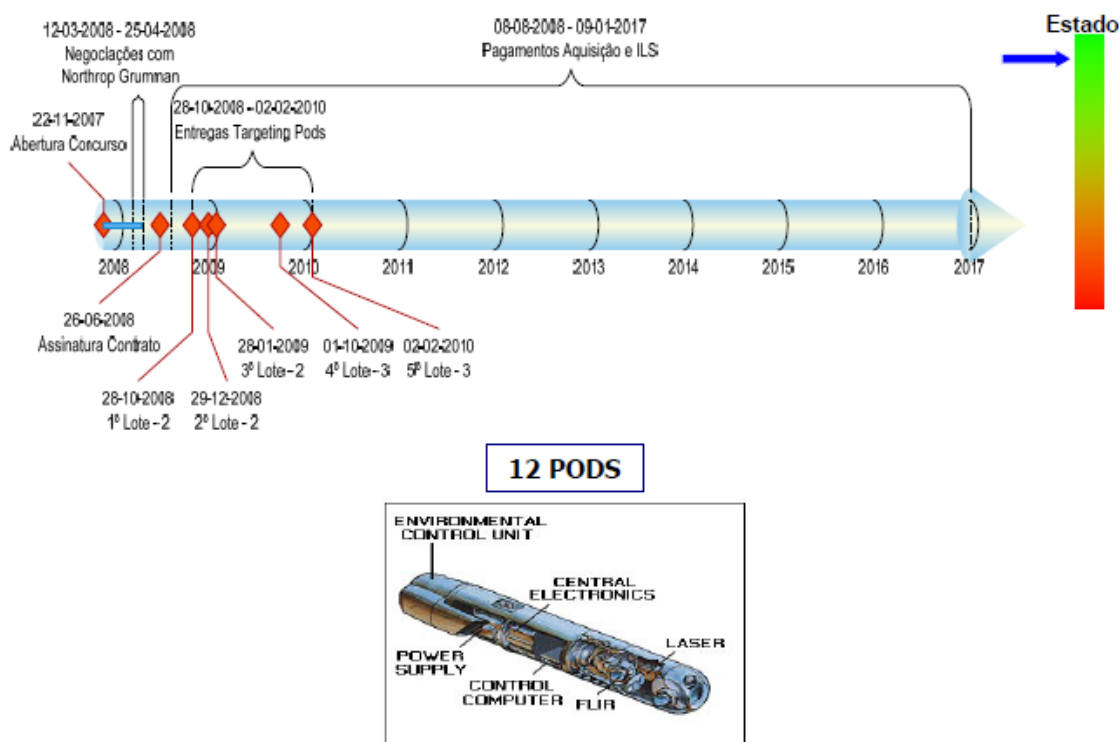 12-03-2008 - 25-04-2008
Negociações com
Northrop Grumman
08-08-2008 - 09-01-2017
Pagamentos Aquisição e ILS
Estado
22-11-2007
Abertura Concurso
28-10-2008 - 02-02-2010
Entregas Targeting Pods
2008
2009
2010
2011
2012
2013
2014
2015
2016
2017
26-06-2008
Assinatura Contrato
28-01-2009
3º Lote - 2
01-10-2009
4º Lote - 3
02-02-2010
5º Lote - 3
28-10-2008
1º Lote - 2
29-12-2008
2º Lote - 2
12 PODS
ENVIRONMENTAL
CONTROL UNIT
CENTRAL
ELECTRONICS
LASER
POWER
SUPPLY
CONTROL
COMPUTER
FLIR